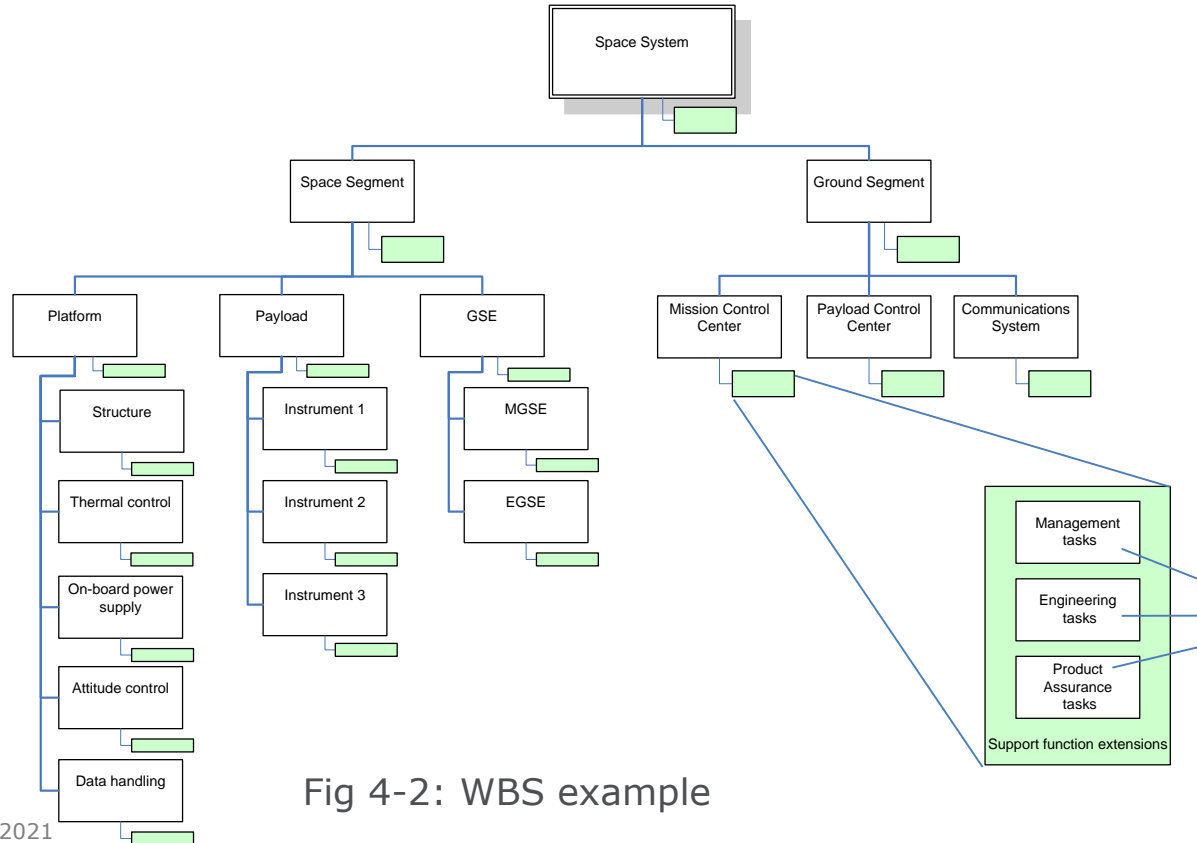 Space System
Space Segment
Ground Segment
Platform
Payload
GSE
Mission Control
Center
Payload Control
Center
Communications
System
Structure
Instrument 1
MGSE
Thermal control
Instrument 2
EGSE
On-board power
supply
Instrument 3
Attitude control
Data handling
Management
tasks
Engineering
tasks
Product
Assurance
tasks
Support function extensions
Fig 4-2: WBS example
2021